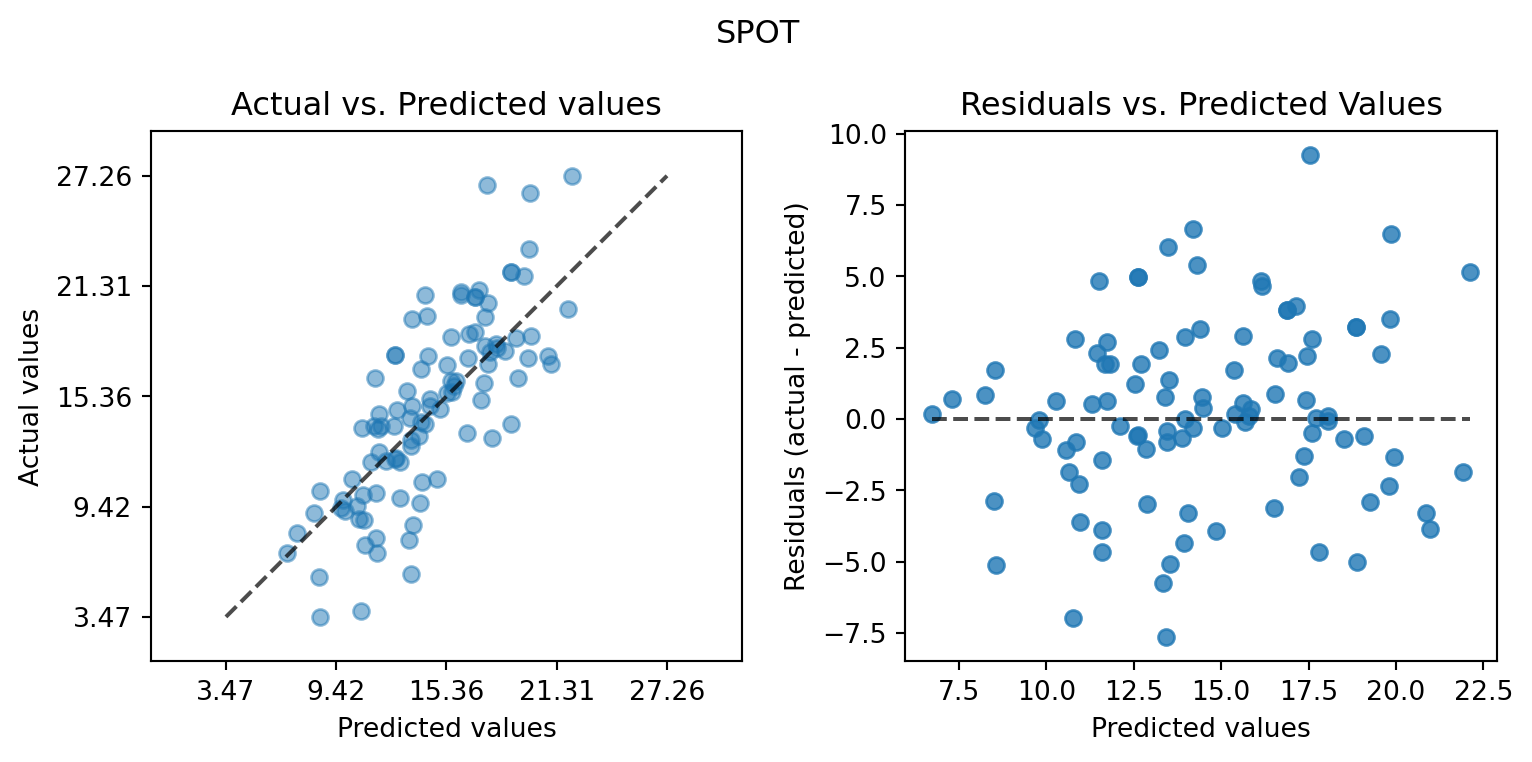 SPOT
Actual vs. Predicted values
Actual values
27.26
21.31
15.36
9.42
3.47
3.47 9.42 15.36 21.31 27.26
Predicted values
Residuals vs. Predicted Values
Residuals (actual - predicted)
10.0
7.5
5.0
2.5
0.0
−2.5
−5.0
−7.5
7.5 10.0 12.5 15.0 17.5 20.0 22.5
Predicted values